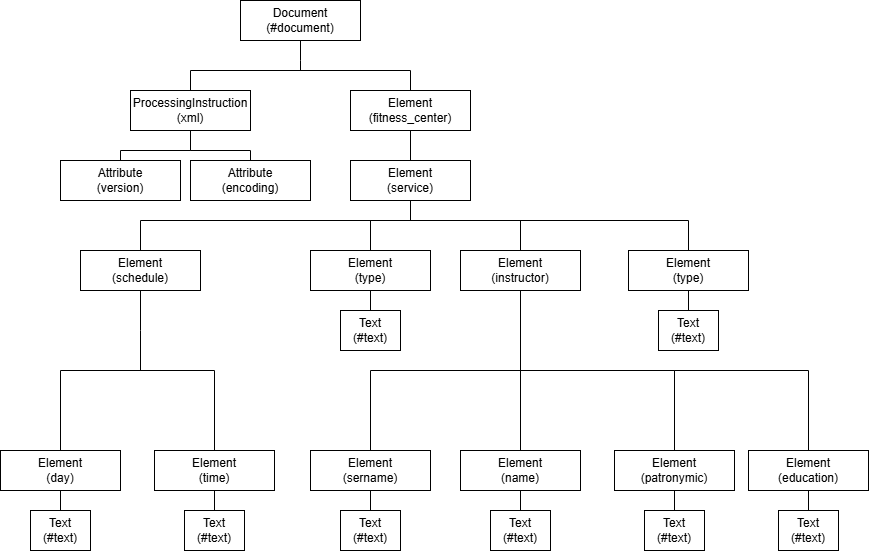 Document
(#document)
ProcessingInstruction
(xml)
Element
(fitness_center)
Attribute
(version)
Attribute
(encoding)
Element
(service)
Element
(schedule)
Element
(type)
Element
(instructor)
Element
(type)
Text
(#text)
Text
(#text)
Element
(day)
Element
(time)
Element
(sername)
Element
(name)
Element
(patronymic)
Element
(education)
Text
(#text)
Text
(#text)
Text
(#text)
Text
(#text)
Text
(#text)
Text
(#text)